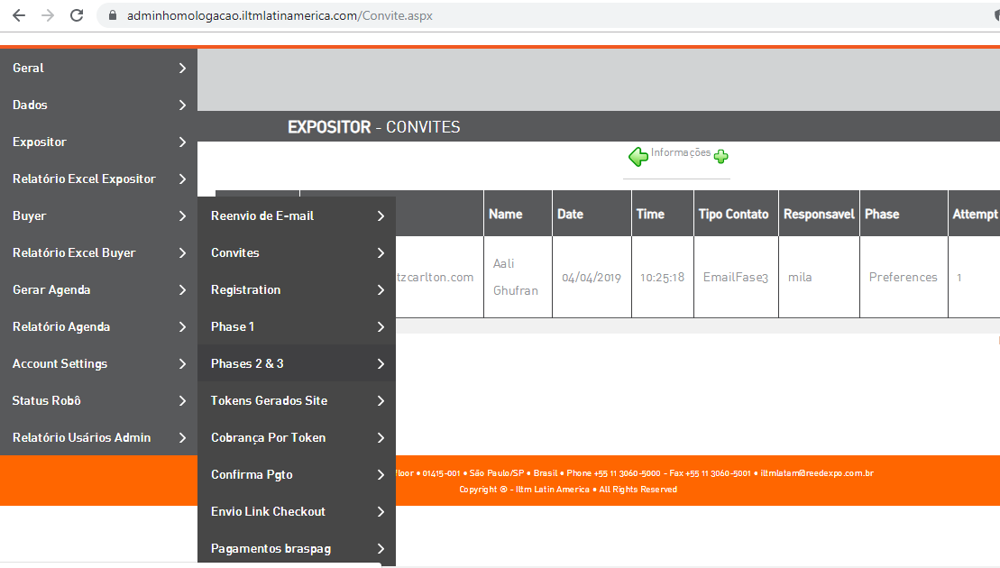 adminhomologacao.iltmlatinamerica.com/Convite.aspx
Geral
Dados
Expositor
Relatório Excel Expositor
Buyer
Relatório Excel Buyer
Gerar Agenda
Relatório Agenda
Account Settings
Status Robô
Relatório Usários Admin
Reenvio de E-mail
Convites
Registration
Phase 1
Phases 2 & 3
Tokens Gerados Site
Cobrança Por Token
Confirma Pgto
Envio Link Checkout
Pagamentos braspag
EXPOSITOR - CONVITES
Informações
Name Date Time Tipo Contato Responsavel Phase Attempt
tzcarlton.com Aali Ghufran 04/04/2019 10:25:18 EmailFase3 mila Preferences 1
floor • 01415-001 • São Paulo/SP • Brasil • Phone +55 11 3060-5000 - Fax +55 11 3060-5001 • iltmlatam@reedexpo.com.br
Copyright ® - Iltm Latin America • All Rights Reserved